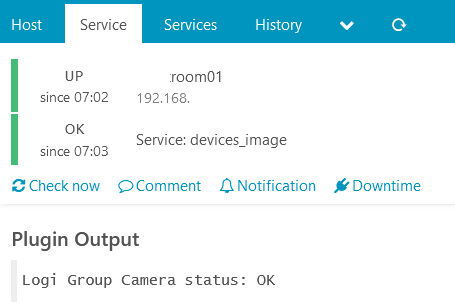 Host Service Services History
UP
since 07:02
room01
192.168.
OK
since 07:03
Service: devices_image
Check now Comment Notification Downtime
Plugin Output
Logi Group Camera status: OK